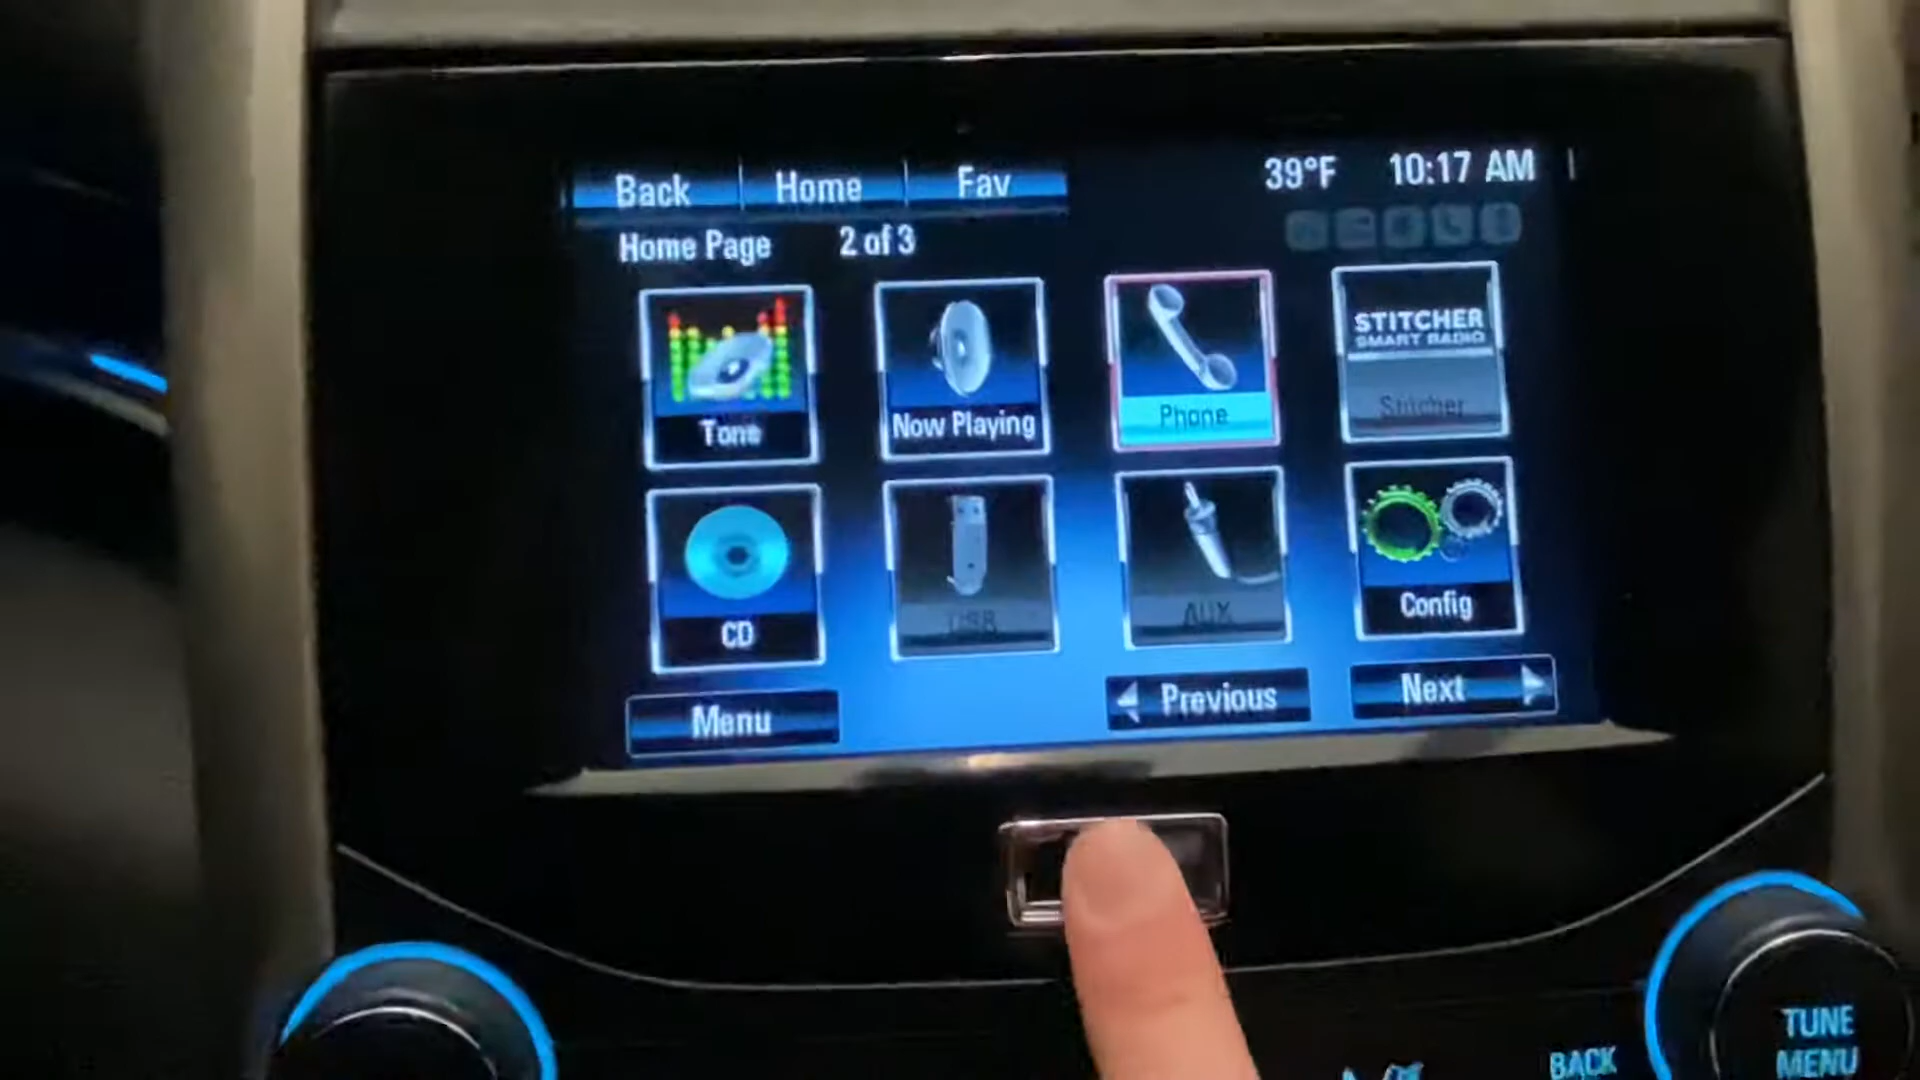 Back Home Fav 39°F 10:17 AM
Home Page 2 of 3
Tone Now Playing Phone STITCHER
SMART RADIO
Stitcher
CD USB AUX Config
Menu Previous Next
BACK TUNE
MENU